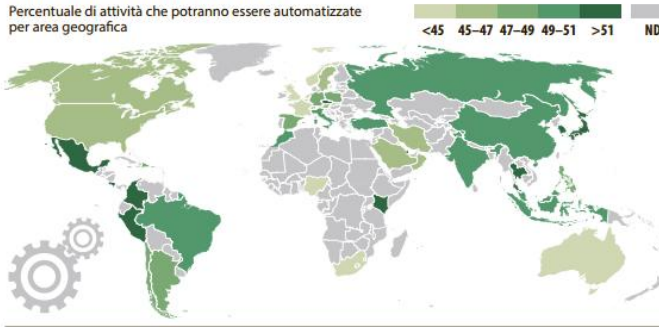 Percentuale di attività che potranno essere automatizzate
per area geografica
<45 45–47 47–49 49–51 >51 ND